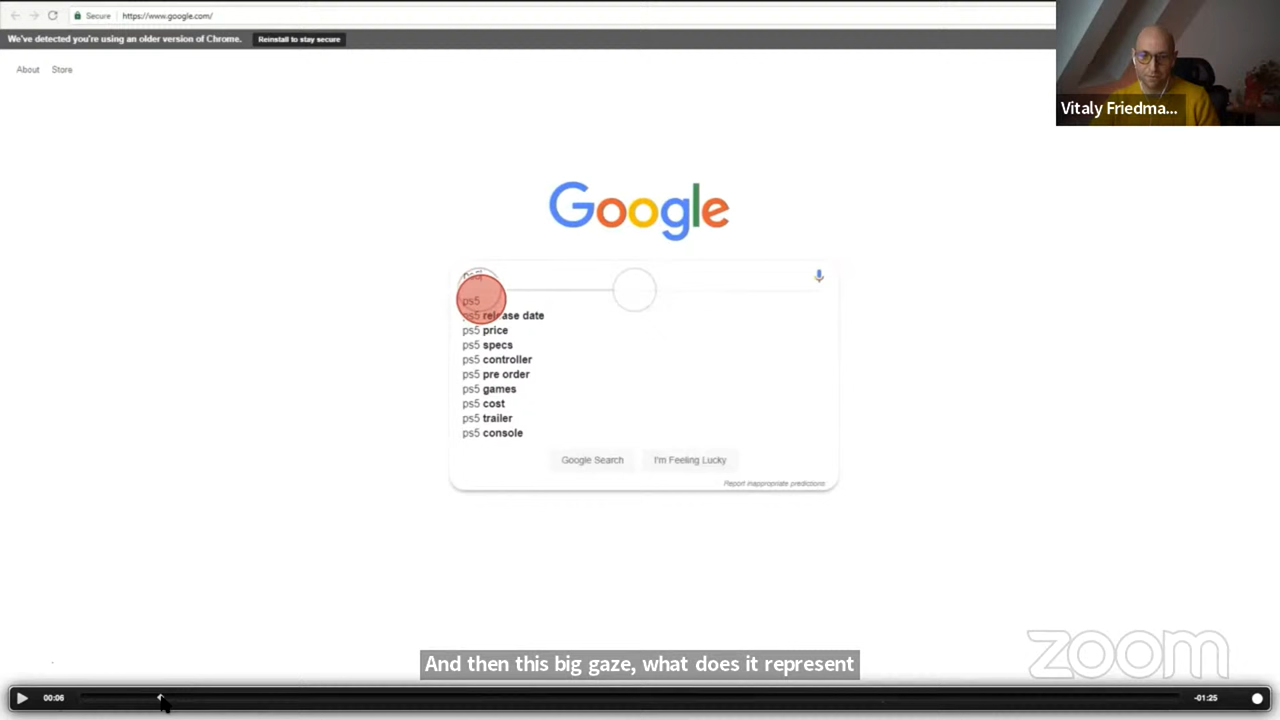 Secure https://www.google.com/
We've detected you're using an older version of Chrome. Reinstall to stay secure
About Store
Vitaly Friedma...
Google
ps5
ps5 release date
ps5 price
ps5 specs
ps5 controller
ps5 pre order
ps5 games
ps5 cost
ps5 trailer
ps5 console
Google Search I'm Feeling Lucky
Report inappropriate predictions
zoom
And then this big gaze, what does it represent
00:06 -01:25